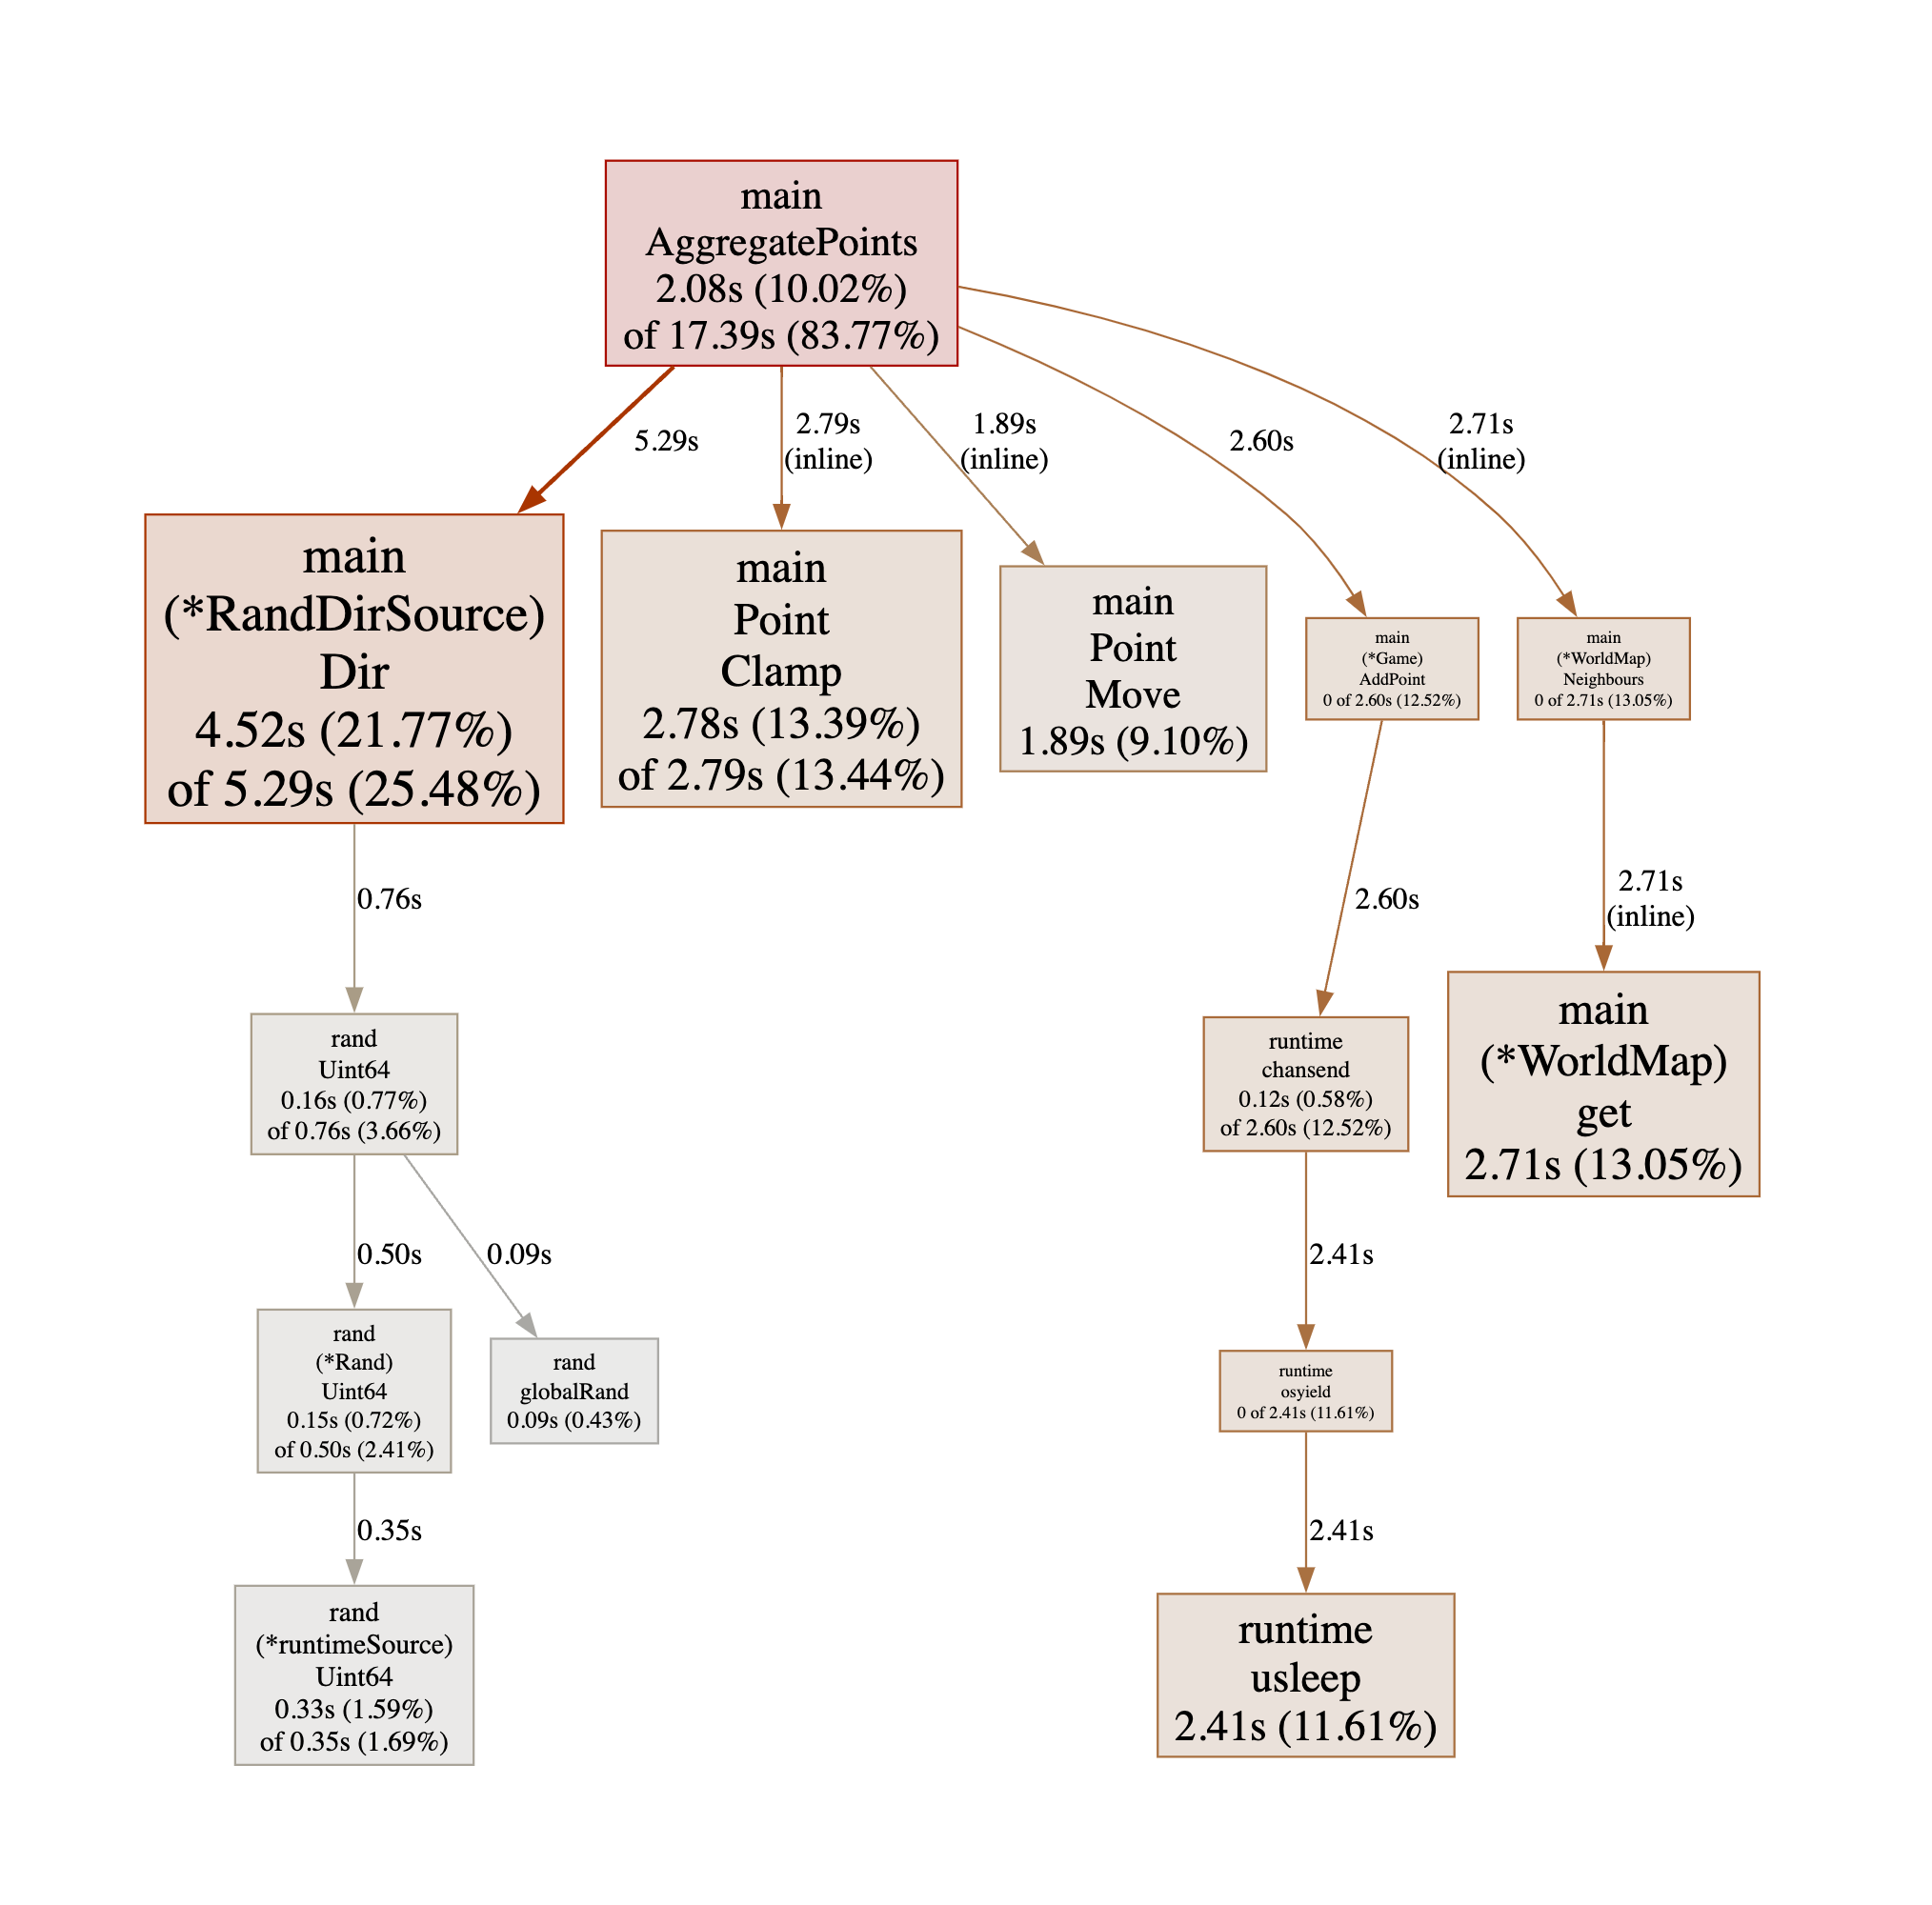 main
AggregatePoints
2.08s (10.02%)
of 17.39s (83.77%)
5.29s
2.79s
(inline)
1.89s
(inline)
2.60s
2.71s
(inline)
main
(*RandDirSource)
Dir
4.52s (21.77%)
of 5.29s (25.48%)
main
Point
Clamp
2.78s (13.39%)
of 2.79s (13.44%)
main
Point
Move
1.89s (9.10%)
main
(*Game)
AddPoint
0 of 2.60s (12.52%)
main
(*WorldMap)
Neighbours
0 of 2.71s (13.05%)
0.76s
2.60s
2.71s
(inline)
rand
Uint64
0.16s (0.77%)
of 0.76s (3.66%)
runtime
chansend
0.12s (0.58%)
of 2.60s (12.52%)
main
(*WorldMap)
get
2.71s (13.05%)
0.50s
0.09s
2.41s
rand
(*Rand)
Uint64
0.15s (0.72%)
of 0.50s (2.41%)
rand
globalRand
0.09s (0.43%)
runtime
osyield
0 of 2.41s (11.61%)
0.35s
2.41s
rand
(*runtimeSource)
Uint64
0.33s (1.59%)
of 0.35s (1.69%)
runtime
usleep
2.41s (11.61%)